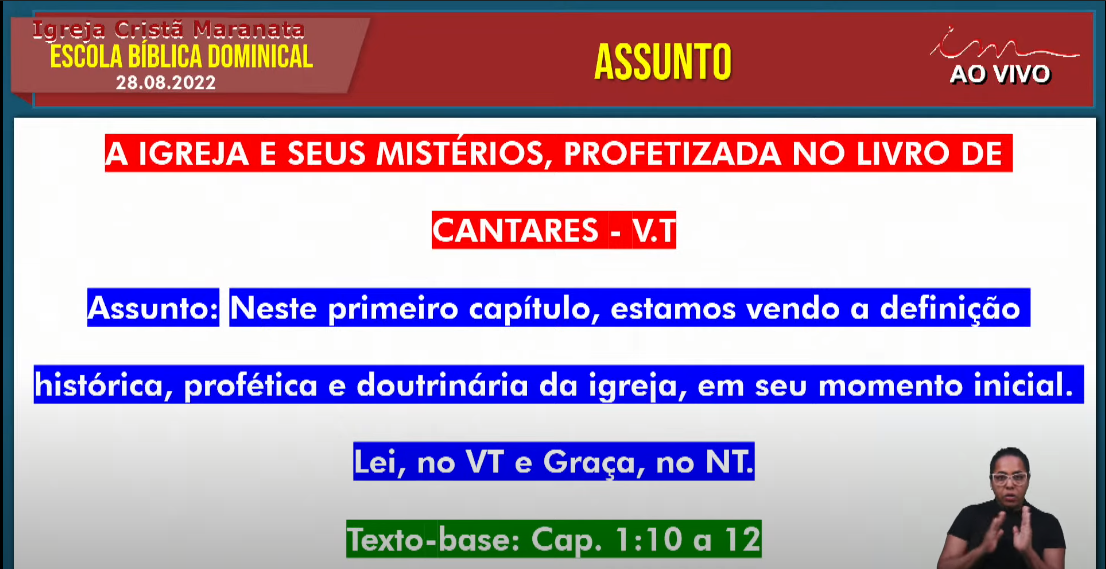 Igreja Cristã Maranata
ESCOLA BÍBLICA DOMINICAL
28.08.2022
ASSUNTO
im
AO VIVO
A IGREJA E SEUS MISTÉRIOS, PROFETIZADA NO LIVRO DE
CANTARES - V.T
Assunto: Neste primeiro capítulo, estamos vendo a definição
histórica, profética e doutrinária da igreja, em seu momento inicial.
Lei, no VT e Graça, no NT.
Texto-base: Cap. 1:10 a 12